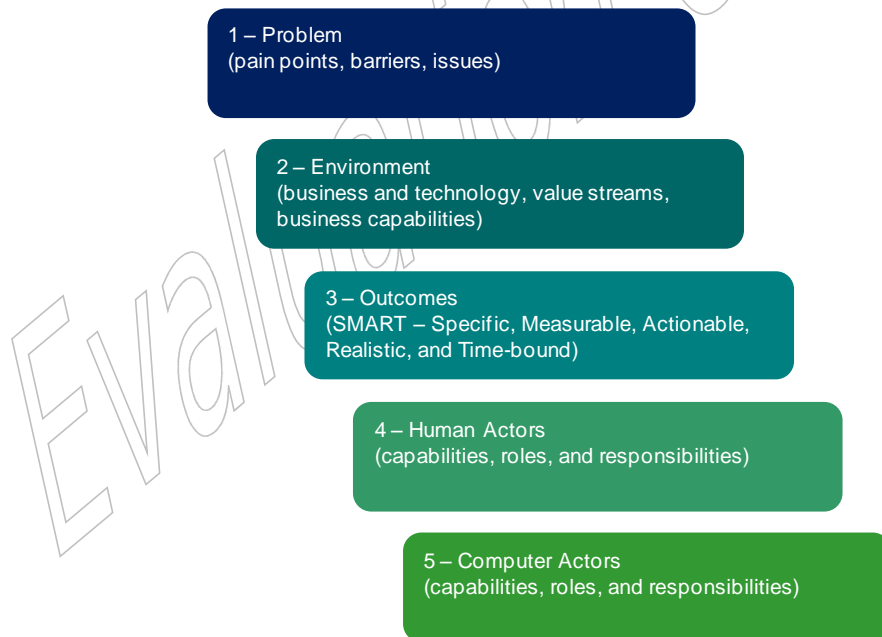 1 – Problem
(pain points, barriers, issues)
2 – Environment
(business and technology, value streams,
business capabilities)
3 – Outcomes
(SMART – Specific, Measurable, Actionable,
Realistic, and Time-bound)
4 – Human Actors
(capabilities, roles, and responsibilities)
5 – Computer Actors
(capabilities, roles, and responsibilities)